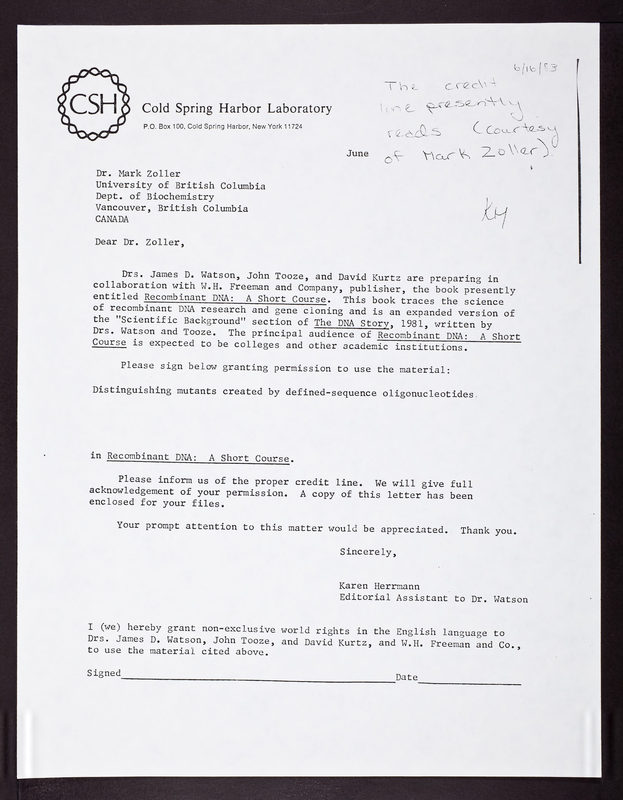 6/16/83
The credit
line presently
reads (courtesy
of Mark Zoller).
KH
CSH
Cold Spring Harbor Laboratory
P.O. Box 100, Cold Spring Harbor, New York 11724
June
Dr. Mark Zoller
University of British Columbia
Dept. of Biochemistry
Vancouver, British Columbia
CANADA
Dear Dr. Zoller,
Drs. James D. Watson, John Tooze, and David Kurtz are preparing in
collaboration with W.H. Freeman and Company, publisher, the book presently
entitled Recombinant DNA: A Short Course. This book traces the science
of recombinant DNA research and gene cloning and is an expanded version of
the "Scientific Background" section of The DNA Story, 1981, written by
Drs. Watson and Tooze. The principal audience of Recombinant DNA: A Short
Course is expected to be colleges and other academic institutions.
Please sign below granting permission to use the material:
Distinguishing mutants created by defined-sequence oligonucleotides.
in Recombinant DNA: A Short Course.
Please inform us of the proper credit line. We will give full
acknowledgement of your permission. A copy of this letter has been
enclosed for your files.
Your prompt attention to this matter would be appreciated. Thank you.
Sincerely,
Karen Herrmann
Editorial Assistant to Dr. Watson
I (we) hereby grant non-exclusive world rights in the English language to
Drs. James D. Watson, John Tooze, and David Kurtz, and W.H. Freeman and Co.,
to use the material cited above.
Signed Date